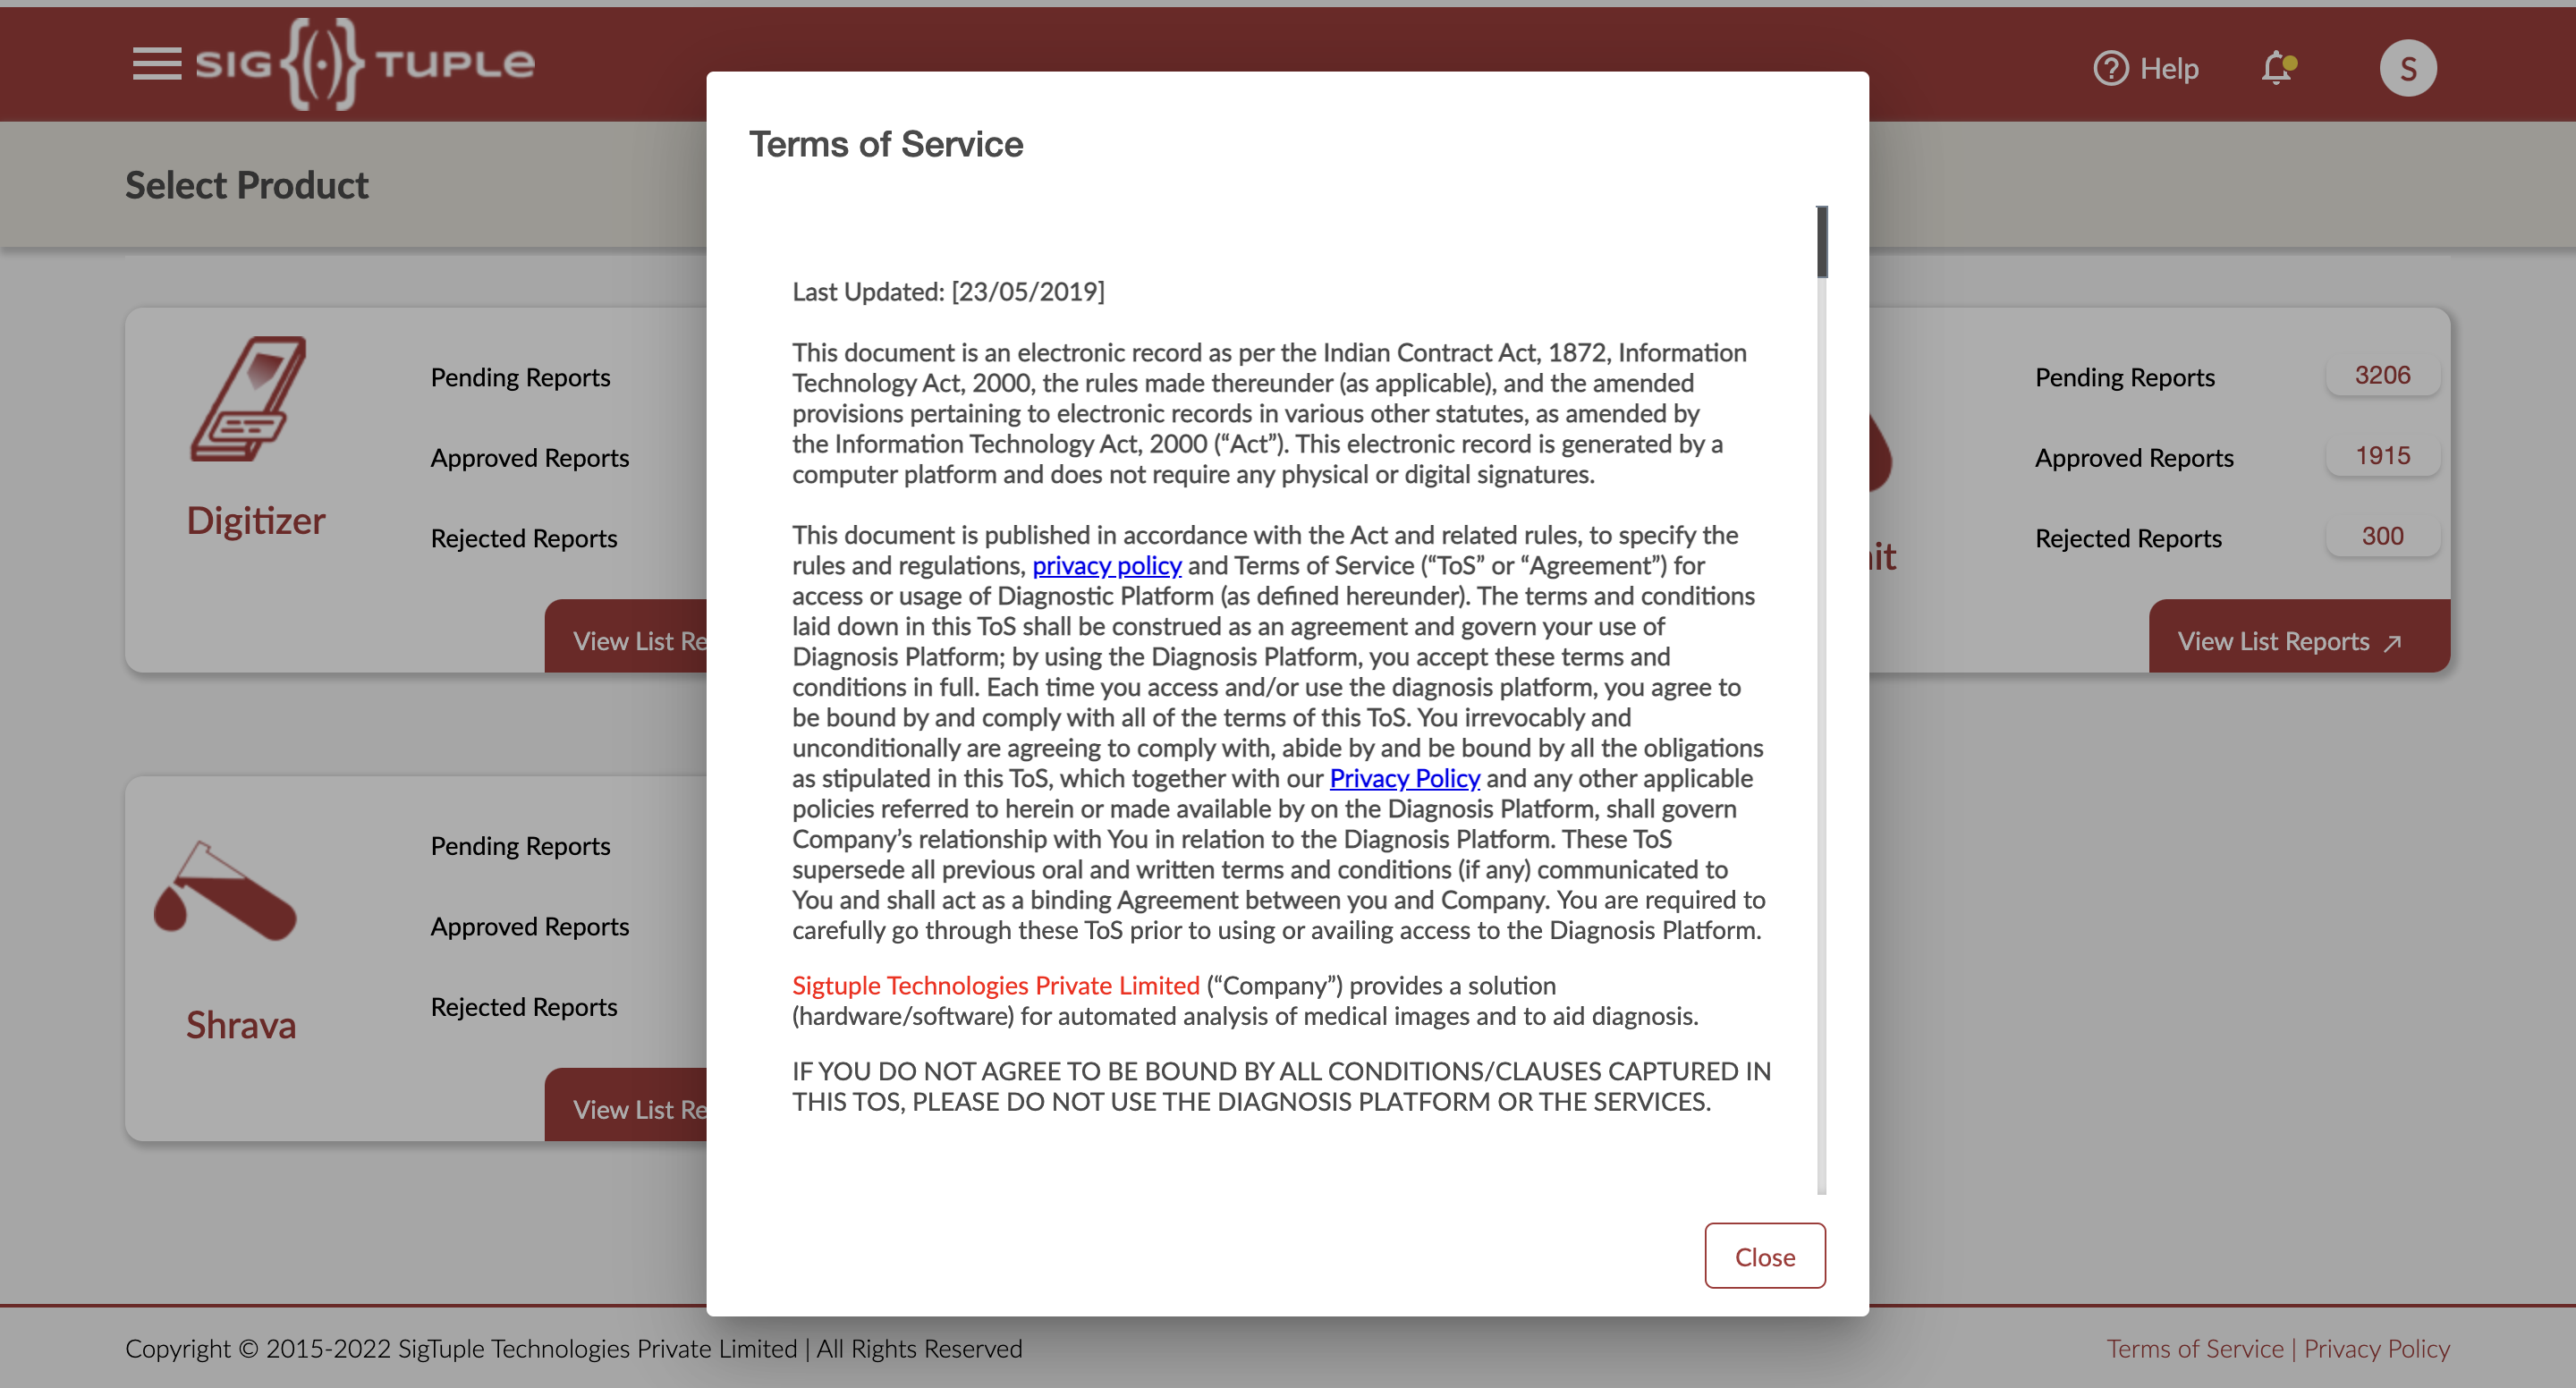 SIG TUPLE
Help
S
Select Product
Terms of Service
Last Updated: [23/05/2019]
This document is an electronic record as per the Indian Contract Act, 1872, Information
Technology Act, 2000, the rules made thereunder (as applicable), and the amended
provisions pertaining to electronic records in various other statutes, as amended by
the Information Technology Act, 2000 (“Act”). This electronic record is generated by a
computer platform and does not require any physical or digital signatures.
This document is published in accordance with the Act and related rules, to specify the
rules and regulations, privacy policy and Terms of Service (“ToS” or “Agreement”) for
access or usage of Diagnostic Platform (as defined hereunder). The terms and conditions
laid down in this ToS shall be construed as an agreement and govern your use of
Diagnosis Platform; by using the Diagnosis Platform, you accept these terms and
conditions in full. Each time you access and/or use the diagnosis platform, you agree to
be bound by and comply with all of the terms of this ToS. You irrevocably and
unconditionally are agreeing to comply with, abide by and be bound by all the obligations
as stipulated in this ToS, which together with our Privacy Policy and any other applicable
policies referred to herein or made available by on the Diagnosis Platform, shall govern
Company’s relationship with You in relation to the Diagnosis Platform. These ToS
supersede all previous oral and written terms and conditions (if any) communicated to
You and shall act as a binding Agreement between you and Company. You are required to
carefully go through these ToS prior to using or availing access to the Diagnosis Platform.
Sigtuple Technologies Private Limited (“Company”) provides a solution
(hardware/software) for automated analysis of medical images and to aid diagnosis.
IF YOU DO NOT AGREE TO BE BOUND BY ALL CONDITIONS/CLAUSES CAPTURED IN
THIS TOS, PLEASE DO NOT USE THE DIAGNOSIS PLATFORM OR THE SERVICES.
Close
Digitizer
Pending Reports
Approved Reports
Rejected Reports
View List Re
Pending Reports 3206
Approved Reports 1915
Rejected Reports 300
it
View List Reports
Shrava
Pending Reports
Approved Reports
Rejected Reports
View List Re
Copyright © 2015-2022 SigTuple Technologies Private Limited | All Rights Reserved
Terms of Service | Privacy Policy